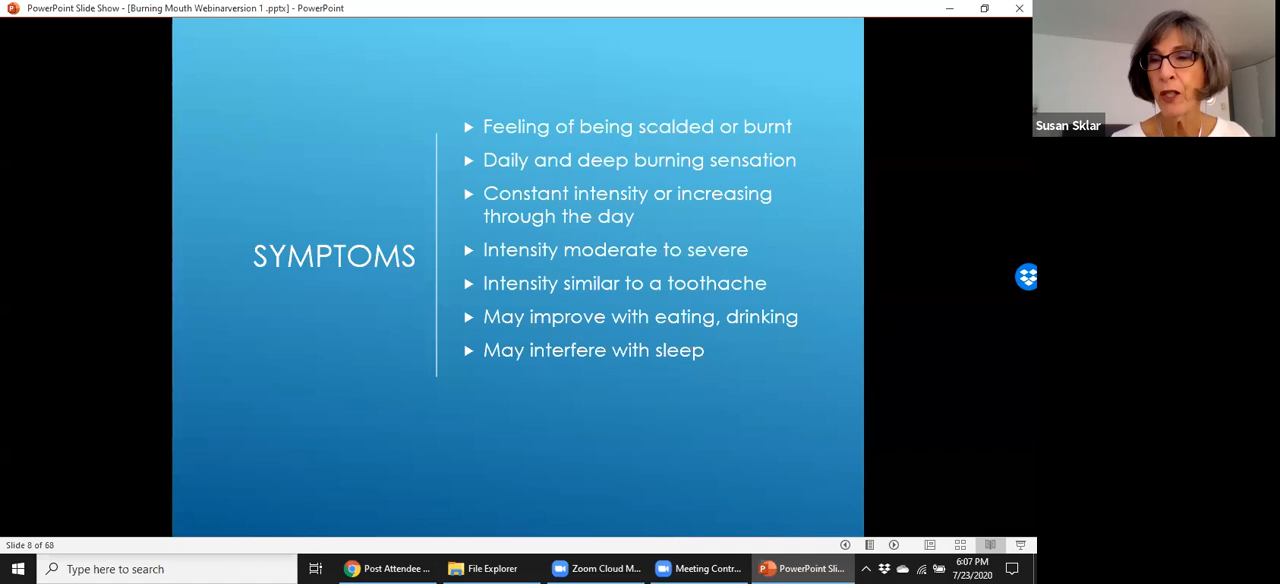 PowerPoint Slide Show - [Burning Mouth Webinarversion 1 .pptx] - PowerPoint
Susan Sklar
SYMPTOMS
Feeling of being scalded or burnt
Daily and deep burning sensation
Constant intensity or increasing
through the day
Intensity moderate to severe
Intensity similar to a toothache
May improve with eating, drinking
May interfere with sleep
Slide 8 of 68
Type here to search
Post Attendee ...
File Explorer
Zoom Cloud M...
Meeting Contr...
PowerPoint Sli...
6:07 PM
7/23/2020